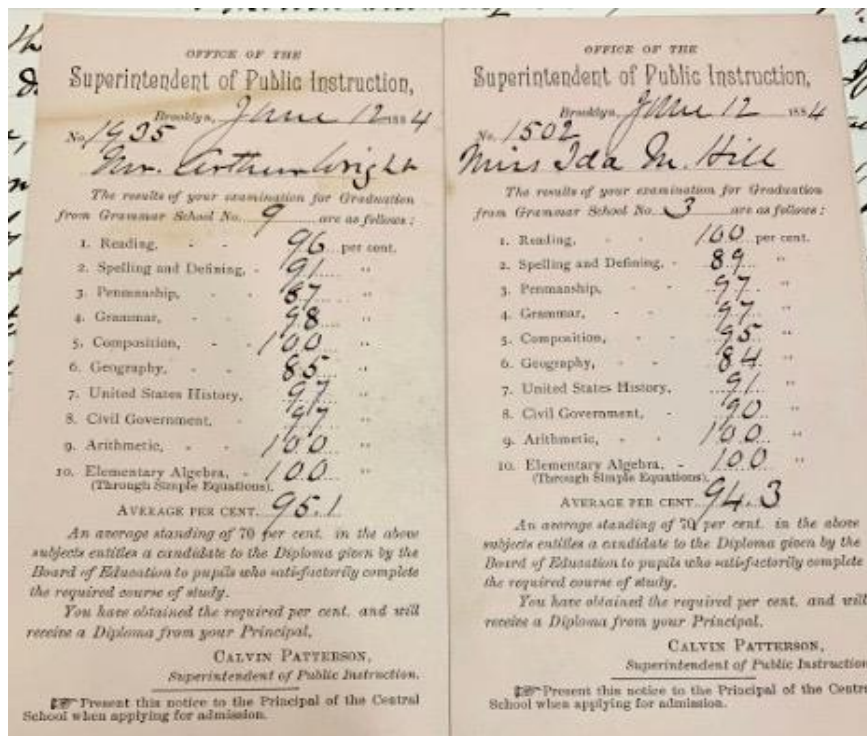 OFFICE OF THE
Superintendent of Public Instruction,
Brooklyn, June 12 1884
No. 1935
Mr. Arthur Wright
The results of your examination for Graduation
from Grammar School No. 9 are as follows:
1. Reading, - - 96 per cent.
2. Spelling and Defining, - 91 "
3. Penmanship, - - 87 "
4. Grammar, - - 98 "
5. Composition, - - 100 "
6. Geography, - - 85 "
7. United States History, 97 "
8. Civil Government, - 97 "
9. Arithmetic, - - 100 "
10. Elementary Algebra, - 100 "
(Through Simple Equations).
AVERAGE PER CENT. 95.1
An average standing of 70 per cent. in the above
subjects entitles a candidate to the Diploma given by the
Board of Education to pupils who satisfactorily complete
the required course of study.
You have obtained the required per cent. and will
receive a Diploma from your Principal.
CALVIN PATTERSON,
Superintendent of Public Instruction.
☞ Present this notice to the Principal of the Central
School when applying for admission.
OFFICE OF THE
Superintendent of Public Instruction,
Brooklyn, June 12 1884
No. 1502
Miss Ida M. Hill
The results of your examination for Graduation
from Grammar School No. 3 are as follows:
1. Reading, - - 100 per cent.
2. Spelling and Defining, - 89 "
3. Penmanship, - - 97 "
4. Grammar, - - 97 "
5. Composition, - - 95 "
6. Geography, - - 84 "
7. United States History, 91 "
8. Civil Government, - 90 "
9. Arithmetic, - - 100 "
10. Elementary Algebra, - 100 "
(Through Simple Equations).
AVERAGE PER CENT. 94.3
An average standing of 70 per cent. in the above
subjects entitles a candidate to the Diploma given by the
Board of Education to pupils who satisfactorily complete
the required course of study.
You have obtained the required per cent. and will
receive a Diploma from your Principal.
CALVIN PATTERSON,
Superintendent of Public Instruction
☞ Present this notice to the Principal of the Centr
School when applying for admission.